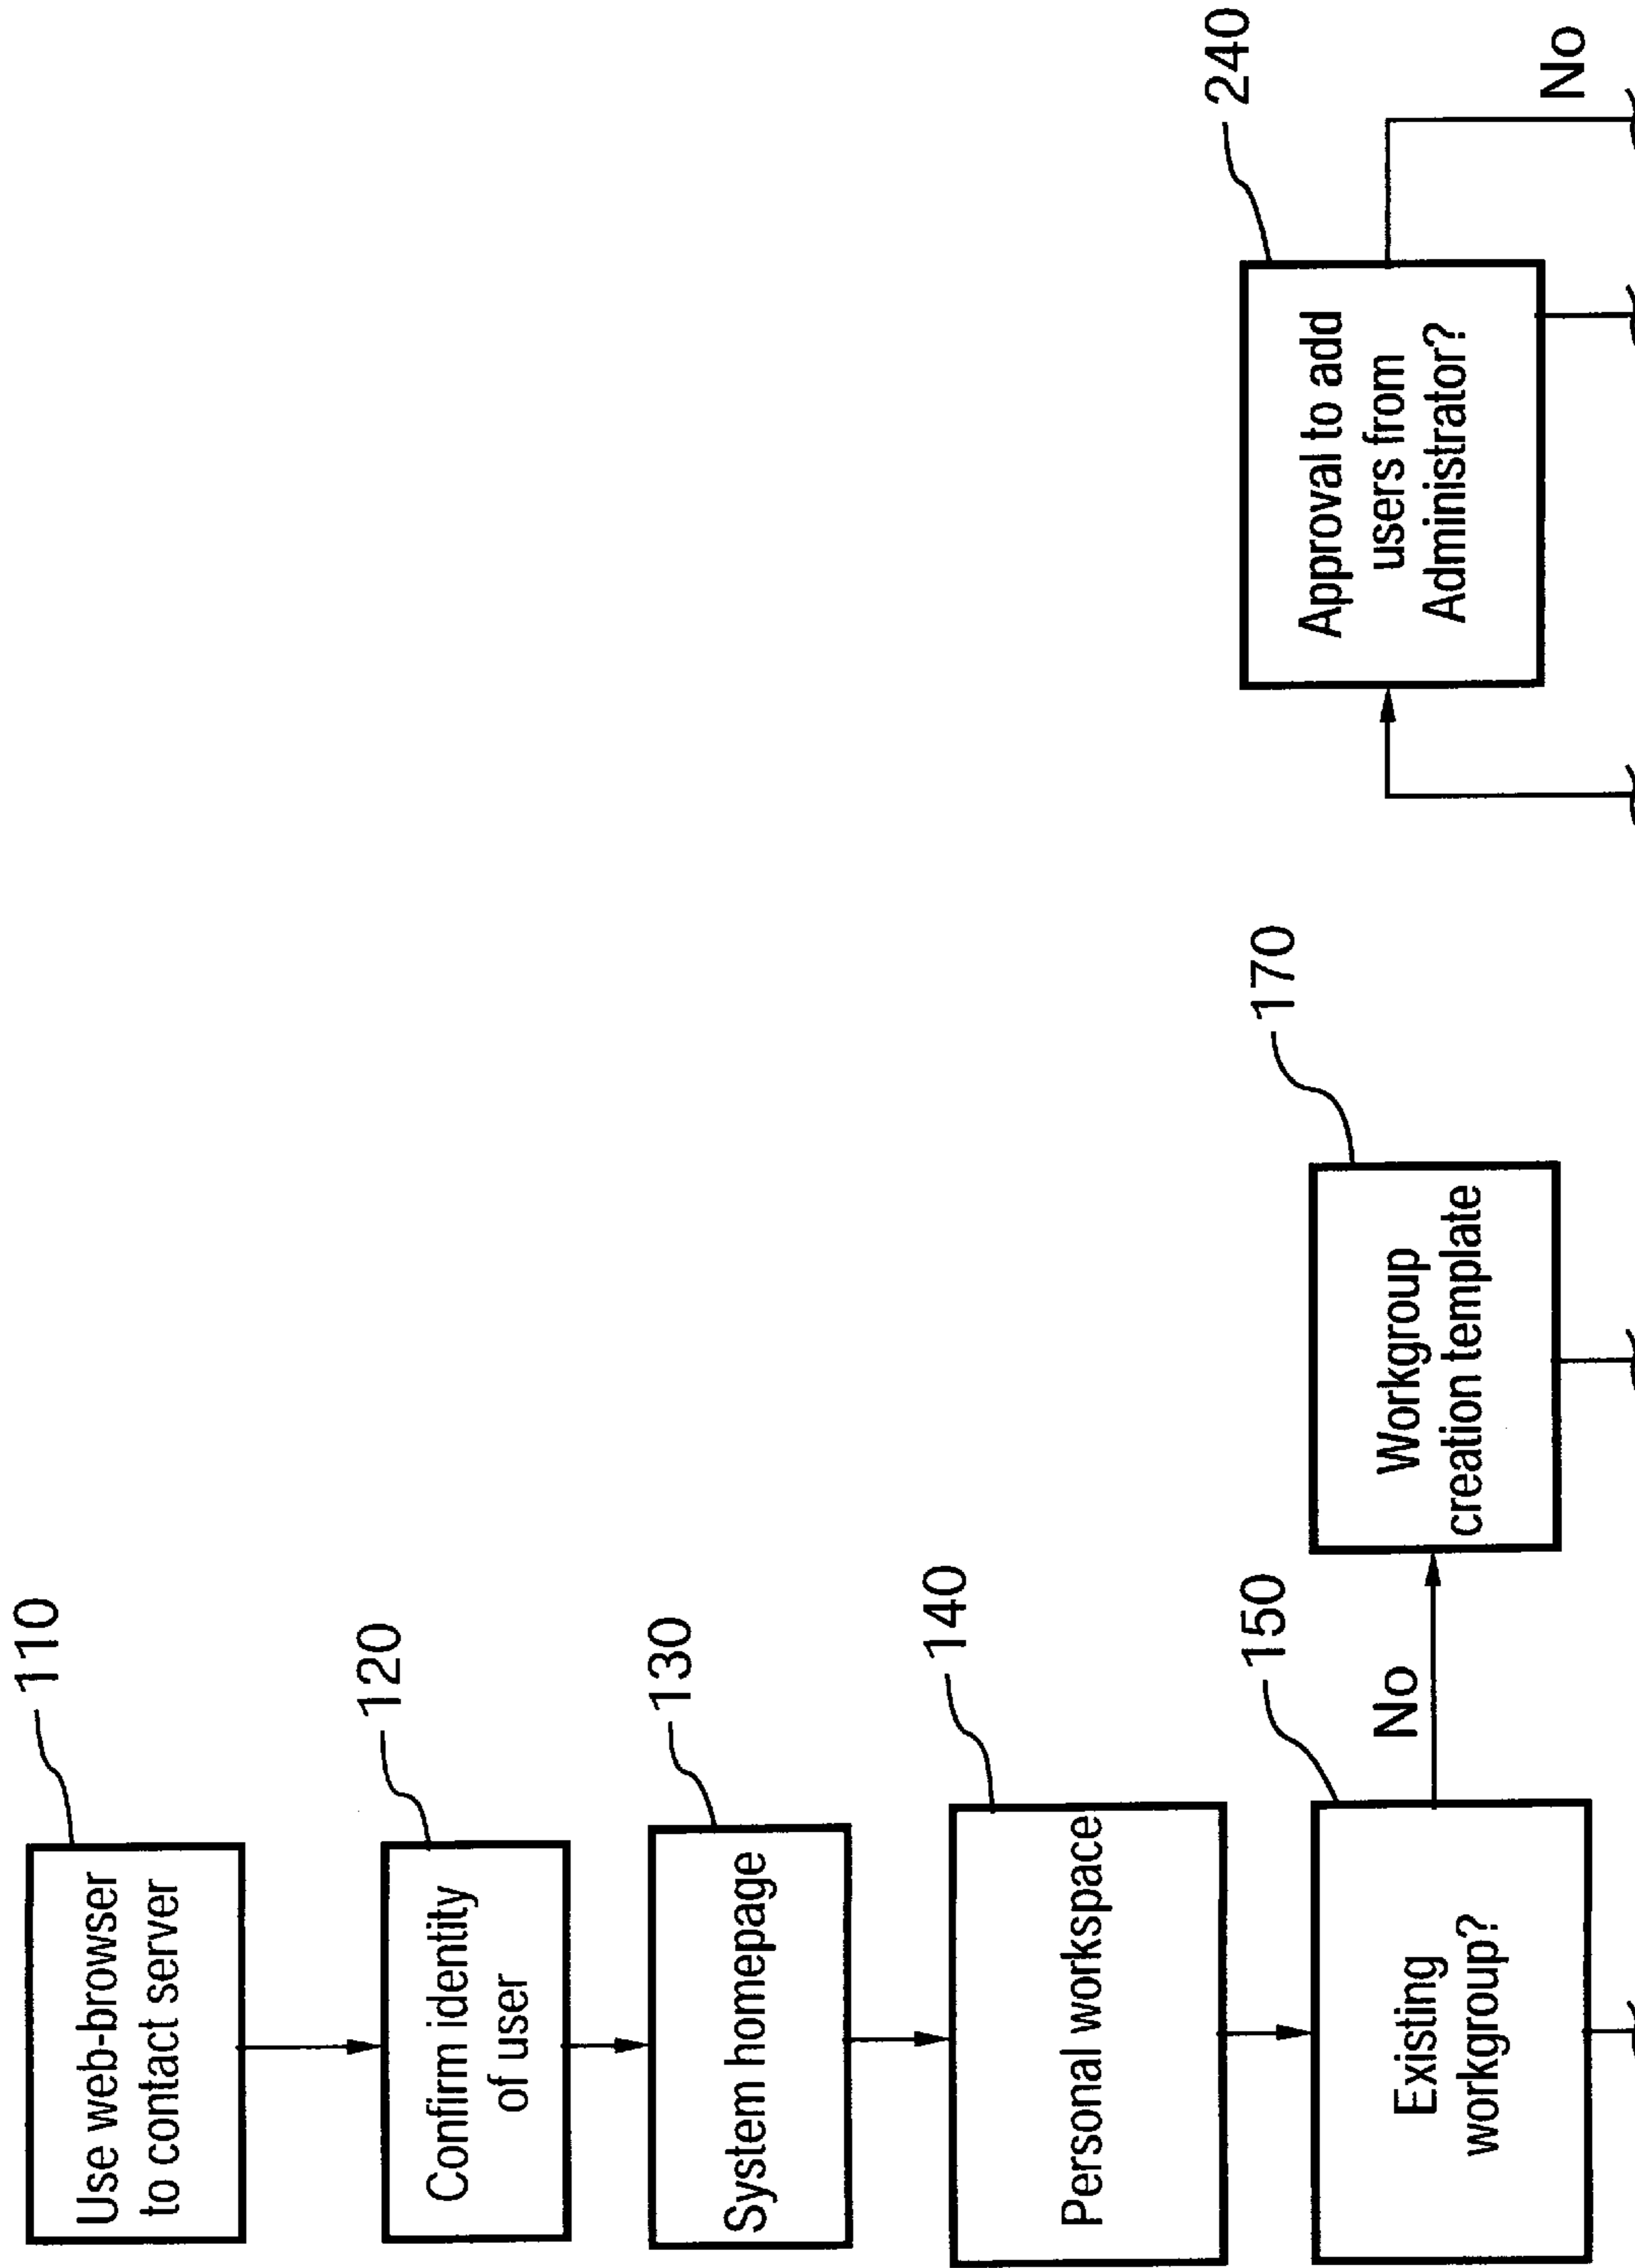 110
Use web-browser
to contact server
120
Confirm identity
of user
130
System homepage
140
Personal workspace
150
Existing
workgroup?
No
170
Workgroup
creation template
240
Approval to add
users from
Administrator?
No